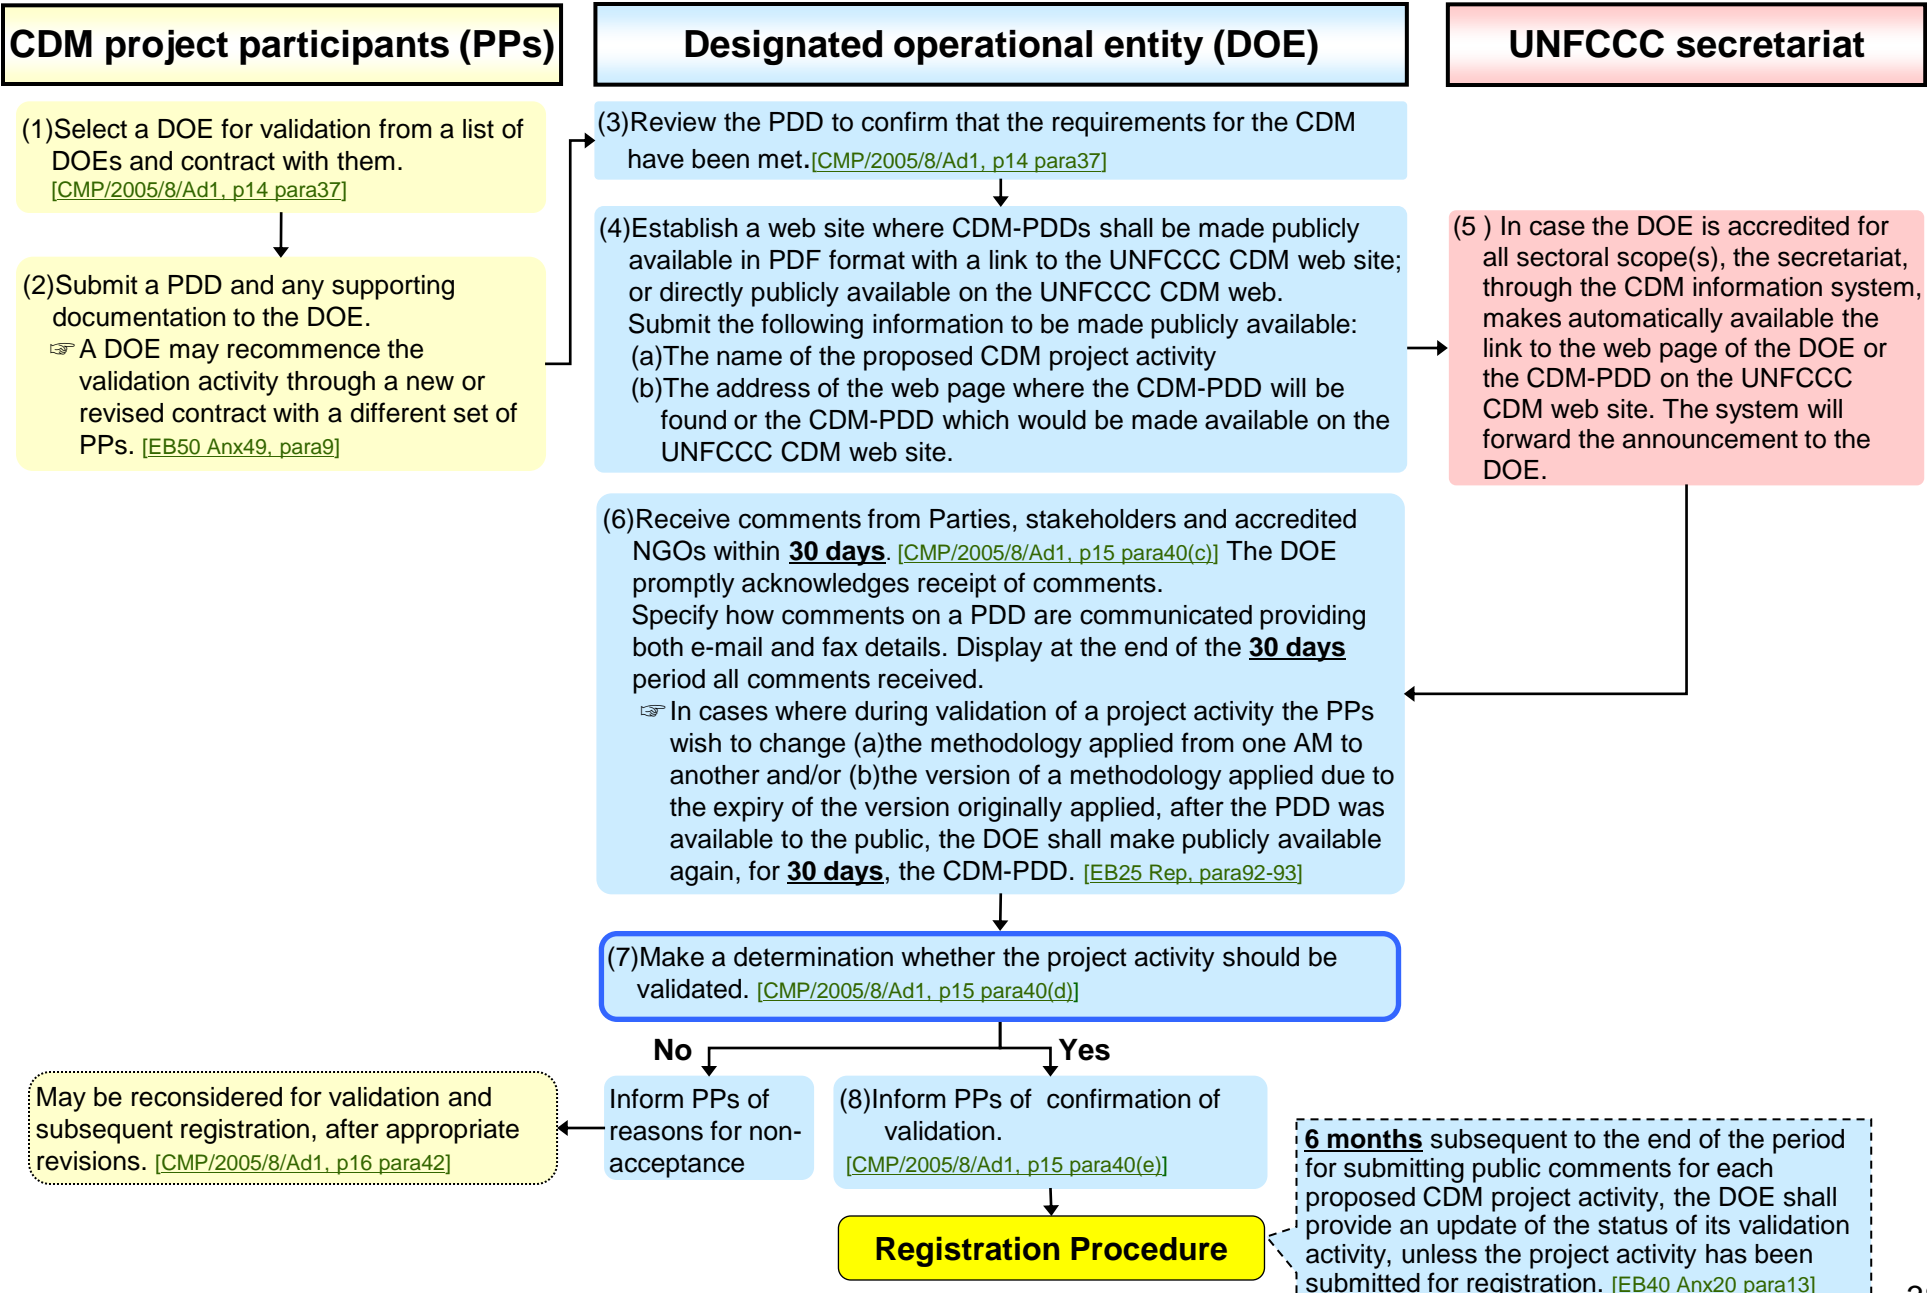 CDM project participants (PPs)
Designated operational entity (DOE)
UNFCCC secretariat
(1)Select a DOE for validation from a list of
DOEs and contract with them.
[CMP/2005/8/Ad1, p14 para37]
(2)Submit a PDD and any supporting
documentation to the DOE.
☞A DOE may recommence the
validation activity through a new or
revised contract with a different set of
PPs. [EB50 Anx49, para9]
(3)Review the PDD to confirm that the requirements for the CDM
have been met.[CMP/2005/8/Ad1, p14 para37]
(4)Establish a web site where CDM-PDDs shall be made publicly
available in PDF format with a link to the UNFCCC CDM web site;
or directly publicly available on the UNFCCC CDM web.
Submit the following information to be made publicly available:
(a)The name of the proposed CDM project activity
(b)The address of the web page where the CDM-PDD will be
found or the CDM-PDD which would be made available on the
UNFCCC CDM web site.
(5 ) In case the DOE is accredited for
all sectoral scope(s), the secretariat,
through the CDM information system,
makes automatically available the
link to the web page of the DOE or
the CDM-PDD on the UNFCCC
CDM web site. The system will
forward the announcement to the
DOE.
(6)Receive comments from Parties, stakeholders and accredited
NGOs within 30 days. [CMP/2005/8/Ad1, p15 para40(c)] The DOE
promptly acknowledges receipt of comments.
Specify how comments on a PDD are communicated providing
both e-mail and fax details. Display at the end of the 30 days
period all comments received.
☞In cases where during validation of a project activity the PPs
wish to change (a)the methodology applied from one AM to
another and/or (b)the version of a methodology applied due to
the expiry of the version originally applied, after the PDD was
available to the public, the DOE shall make publicly available
again, for 30 days, the CDM-PDD. [EB25 Rep, para92-93]
(7)Make a determination whether the project activity should be
validated. [CMP/2005/8/Ad1, p15 para40(d)]
No
Yes
May be reconsidered for validation and
subsequent registration, after appropriate
revisions. [CMP/2005/8/Ad1, p16 para42]
Inform PPs of
reasons for non-
acceptance
(8)Inform PPs of confirmation of
validation.
[CMP/2005/8/Ad1, p15 para40(e)]
Registration Procedure
6 months subsequent to the end of the period
for submitting public comments for each
proposed CDM project activity, the DOE shall
provide an update of the status of its validation
activity, unless the project activity has been
submitted for registration. [EB40 Anx20 para13]